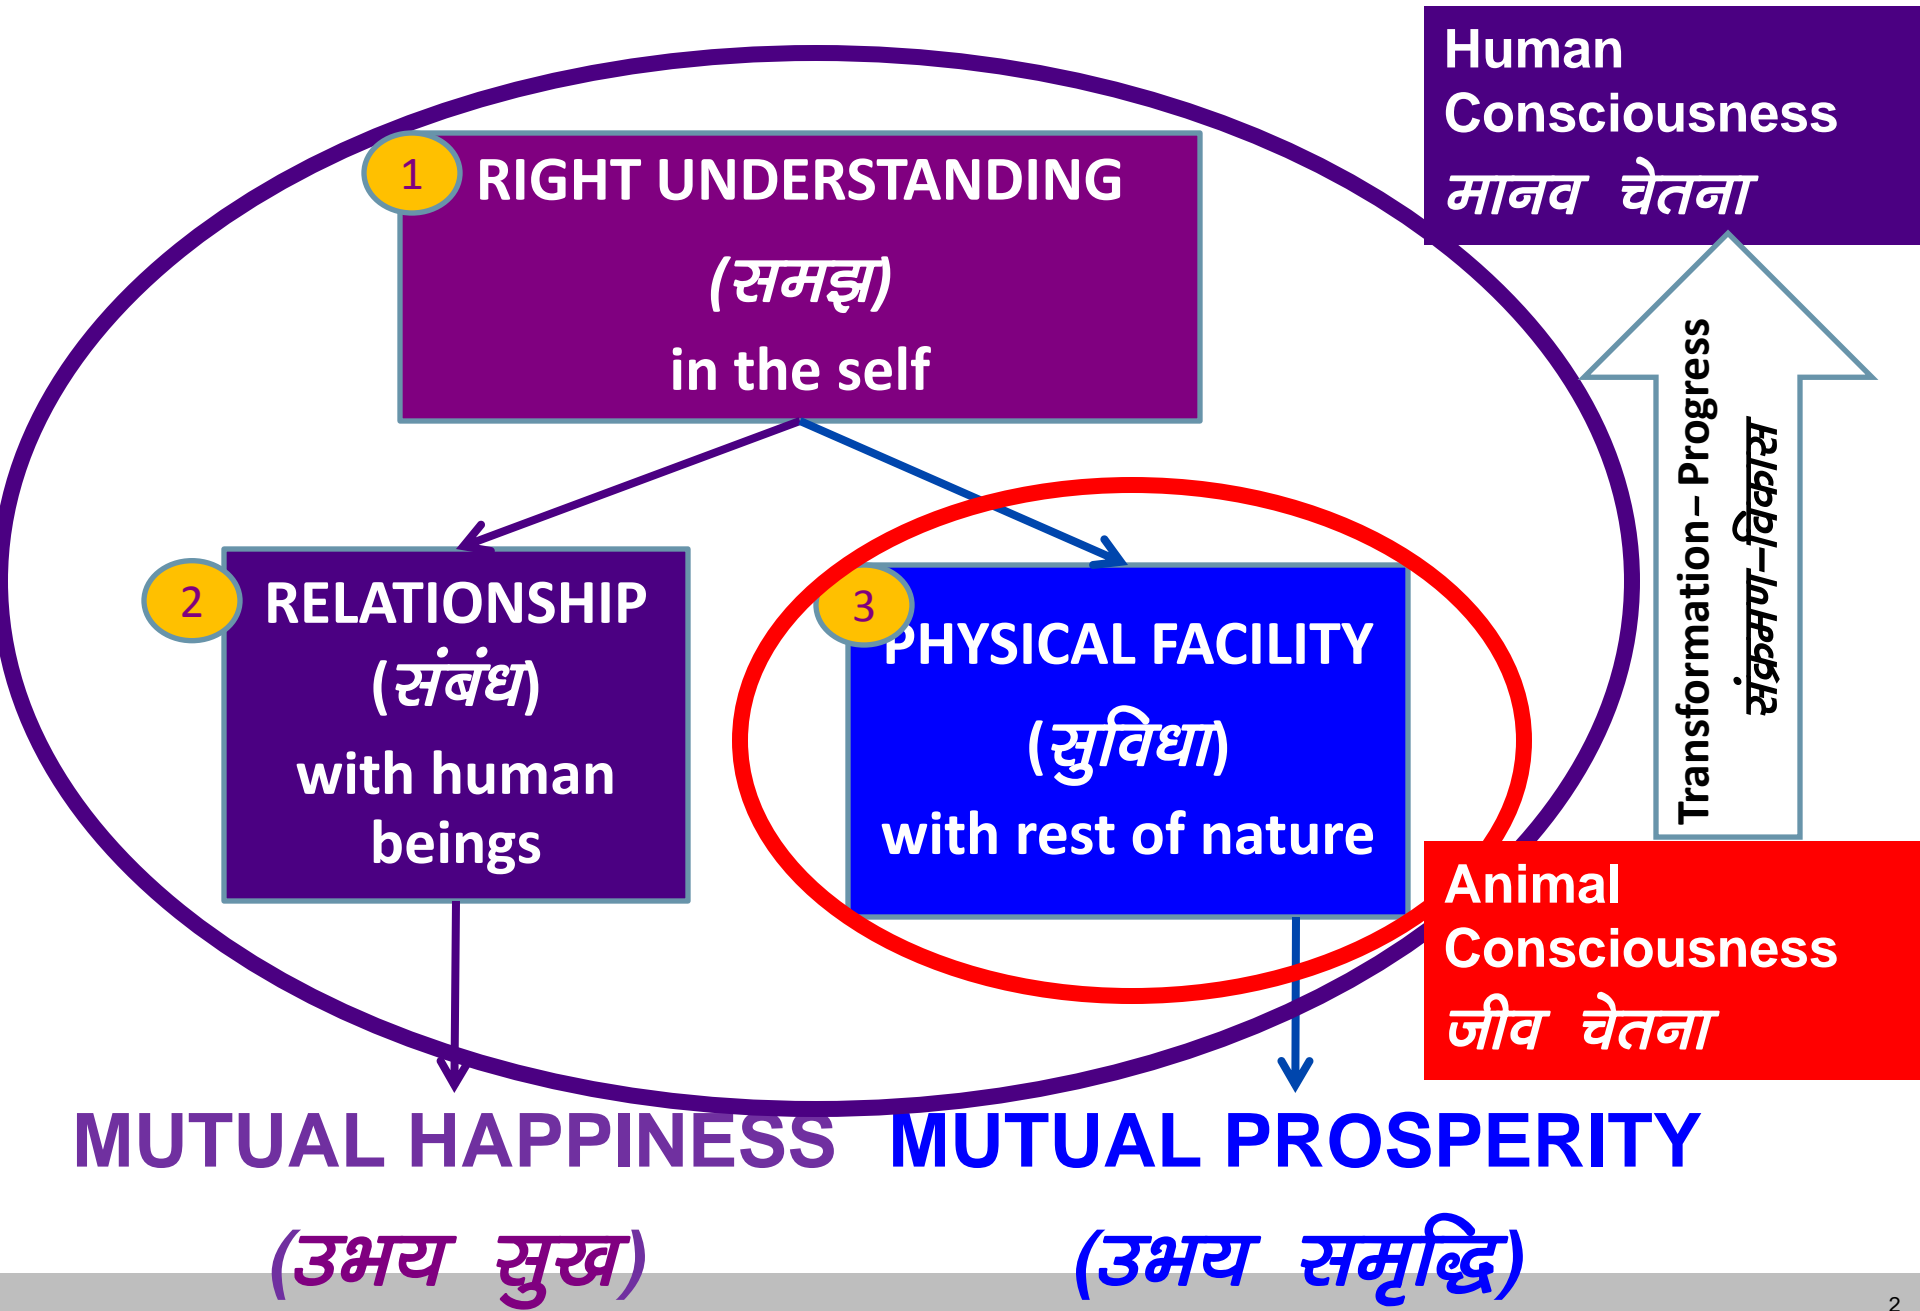 Human
Consciousness
मानव चेतना
1
RIGHT UNDERSTANDING
(समझ)
in the self
2
RELATIONSHIP
(संबंध)
with human
beings
3
PHYSICAL FACILITY
(सुविधा)
with rest of nature
Transformation– Progress
Animal
Consciousness
जीव चेतना
MUTUAL HAPPINESS
(उभय सुख)
MUTUAL PROSPERITY
(उभय समृद्धि)
2